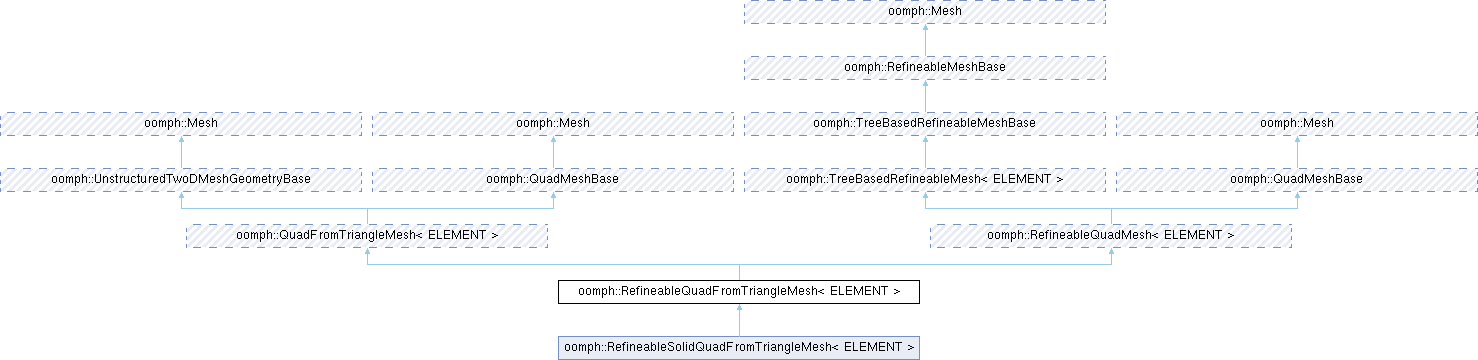 oomph::Mesh
oomph::RefineableMeshBase
oomph::Mesh
oomph::Mesh
oomph::TreeBasedRefineableMeshBase
oomph::Mesh
oomph::UnstructuredTwoDMeshGeometryBase
oomph::QuadMeshBase
oomph::TreeBasedRefineableMesh< ELEMENT >
oomph::QuadMeshBase
oomph::QuadFromTriangleMesh< ELEMENT >
oomph::RefineableQuadMesh< ELEMENT >
oomph::RefineableQuadFromTriangleMesh< ELEMENT >
oomph::RefineableSolidQuadFromTriangleMesh< ELEMENT >